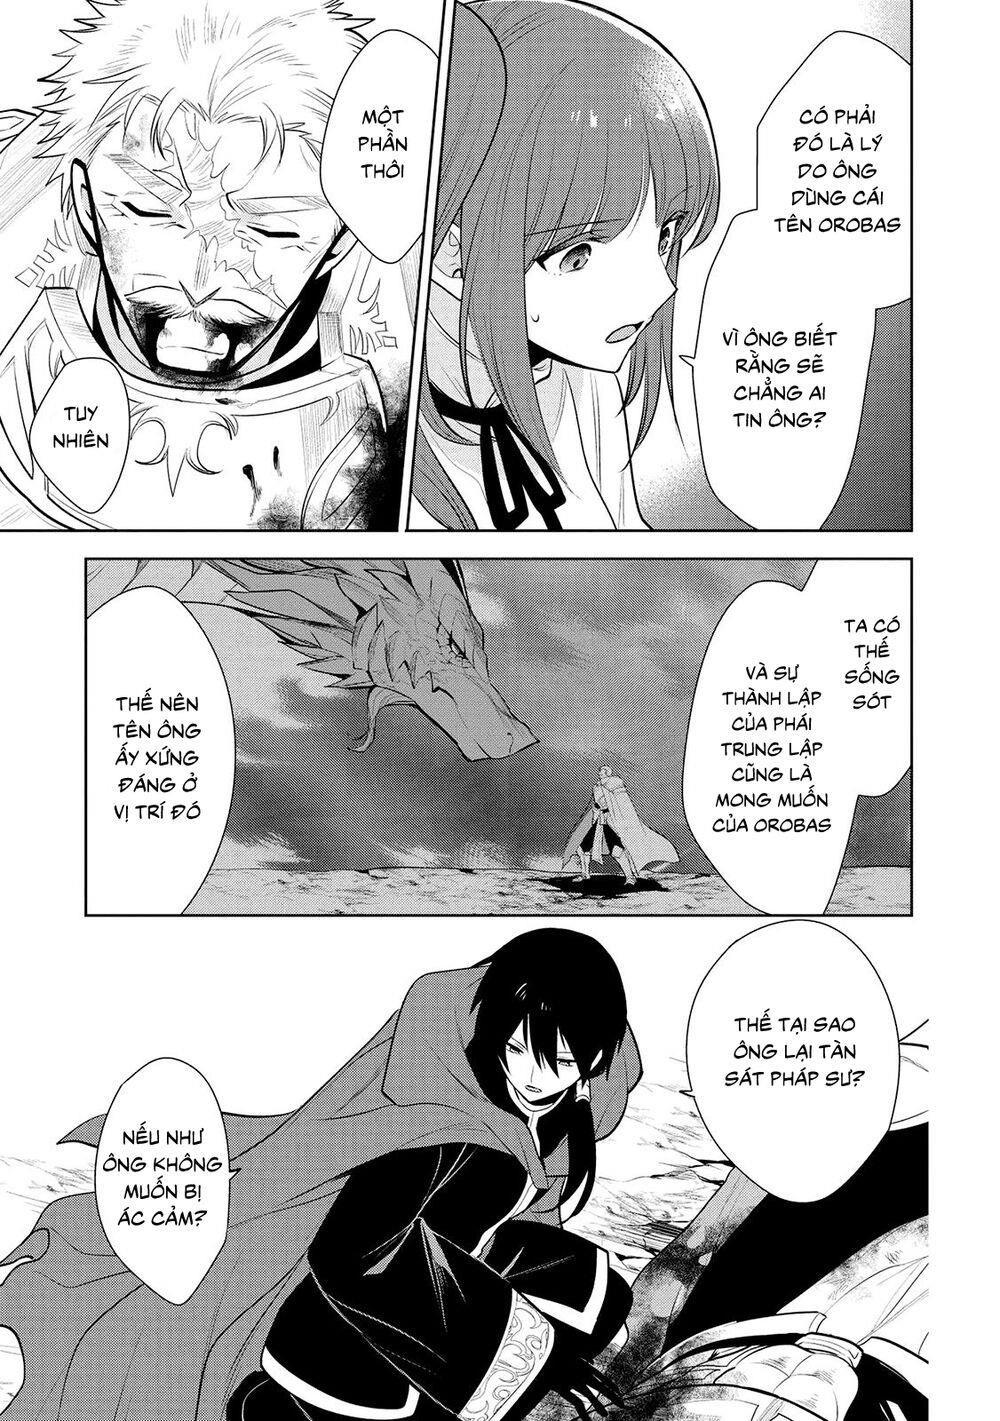 CÓ PHẢI
ĐÓ LÀ LÝ
DO ÔNG
DÙNG CÁI
TÊN OROBAS
VÌ ÔNG BIẾT
RẰNG SẼ
CHẲNG AI
TIN ÔNG?
MỘT
PHẦN
THÔI
TUY
NHIÊN
TA CÓ
THỂ
SỐNG
SÓT
VÀ SỰ
THÀNH LẬP
CỦA PHÁI
TRUNG LẬP
CŨNG LÀ
MONG MUỐN
CỦA OROBAS
THẾ NÊN
TÊN ÔNG
ẤY XỨNG
ĐÁNG Ở
VỊ TRÍ ĐÓ
THẾ TẠI SAO
ÔNG LẠI TÀN
SÁT PHÁP SƯ?
NẾU NHƯ
ÔNG KHÔNG
MUỐN BỊ
ÁC CẢM?